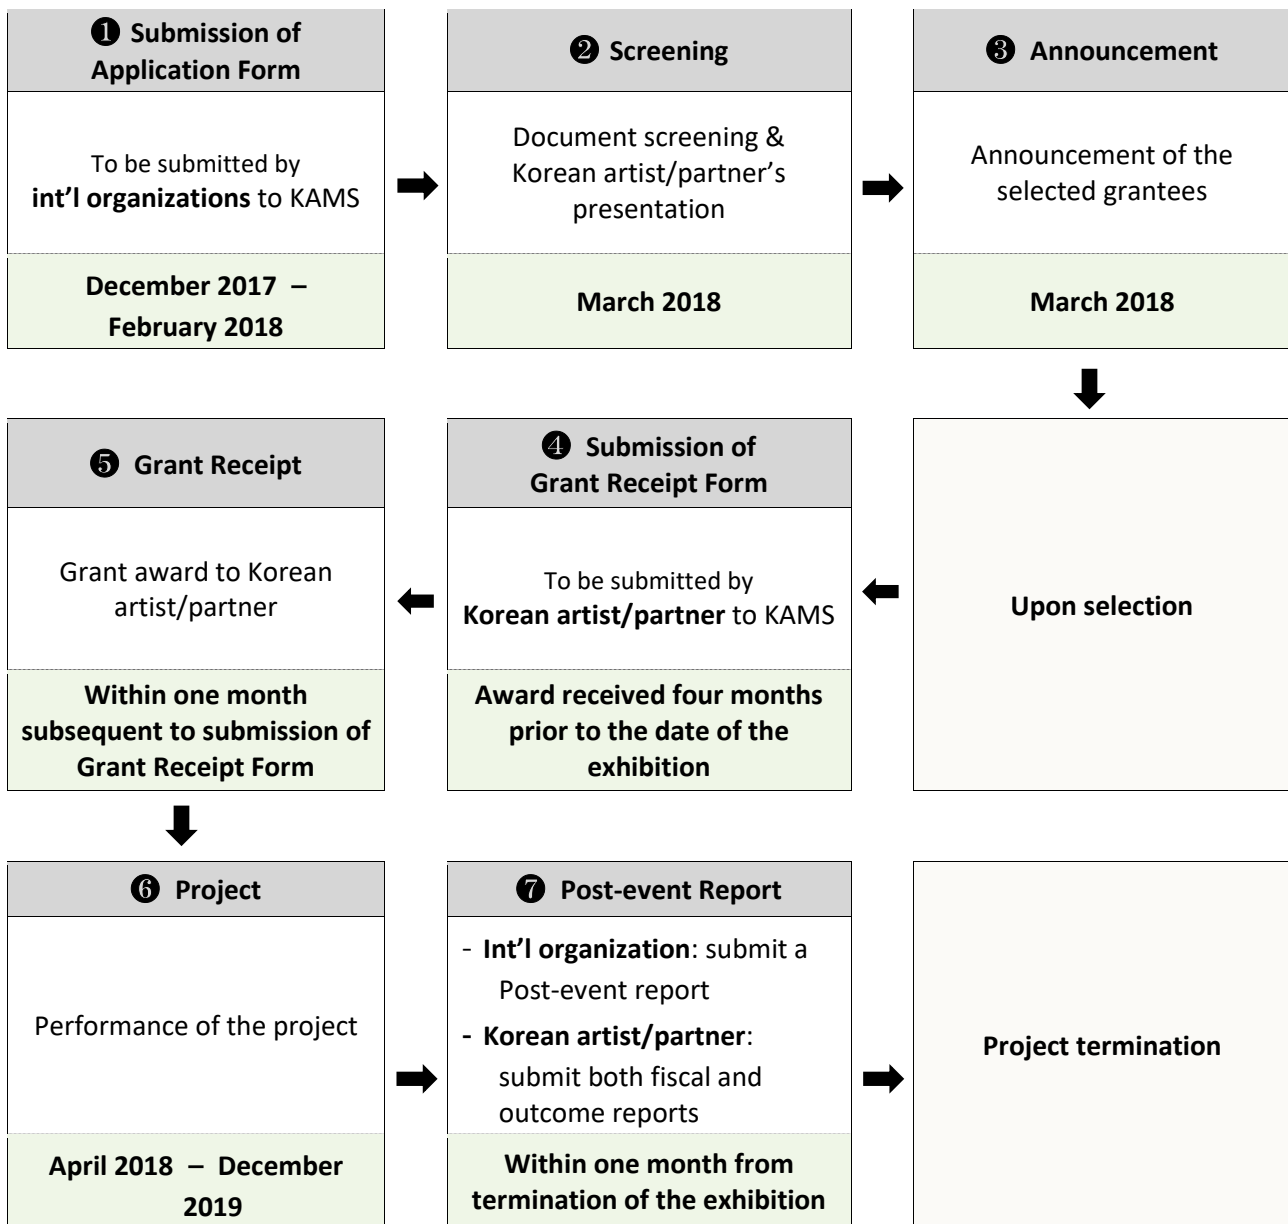 ❶ Submission of
Application Form
To be submitted by
int’l organizations to KAMS
December 2017 –
February 2018
❷ Screening
Document screening &
Korean artist/partner’s
presentation
March 2018
❸ Announcement
Announcement of the
selected grantees
March 2018
Upon selection
❹ Submission of
Grant Receipt Form
To be submitted by
Korean artist/partner to KAMS
Award received four months
prior to the date of the
exhibition
❺ Grant Receipt
Grant award to Korean
artist/partner
Within one month
subsequent to submission of
Grant Receipt Form
❻ Project
Performance of the project
April 2018 – December
2019
❼ Post-event Report
- Int’l organization: submit a
Post-event report
- Korean artist/partner:
submit both fiscal and
outcome reports
Within one month from
termination of the exhibition
Project termination